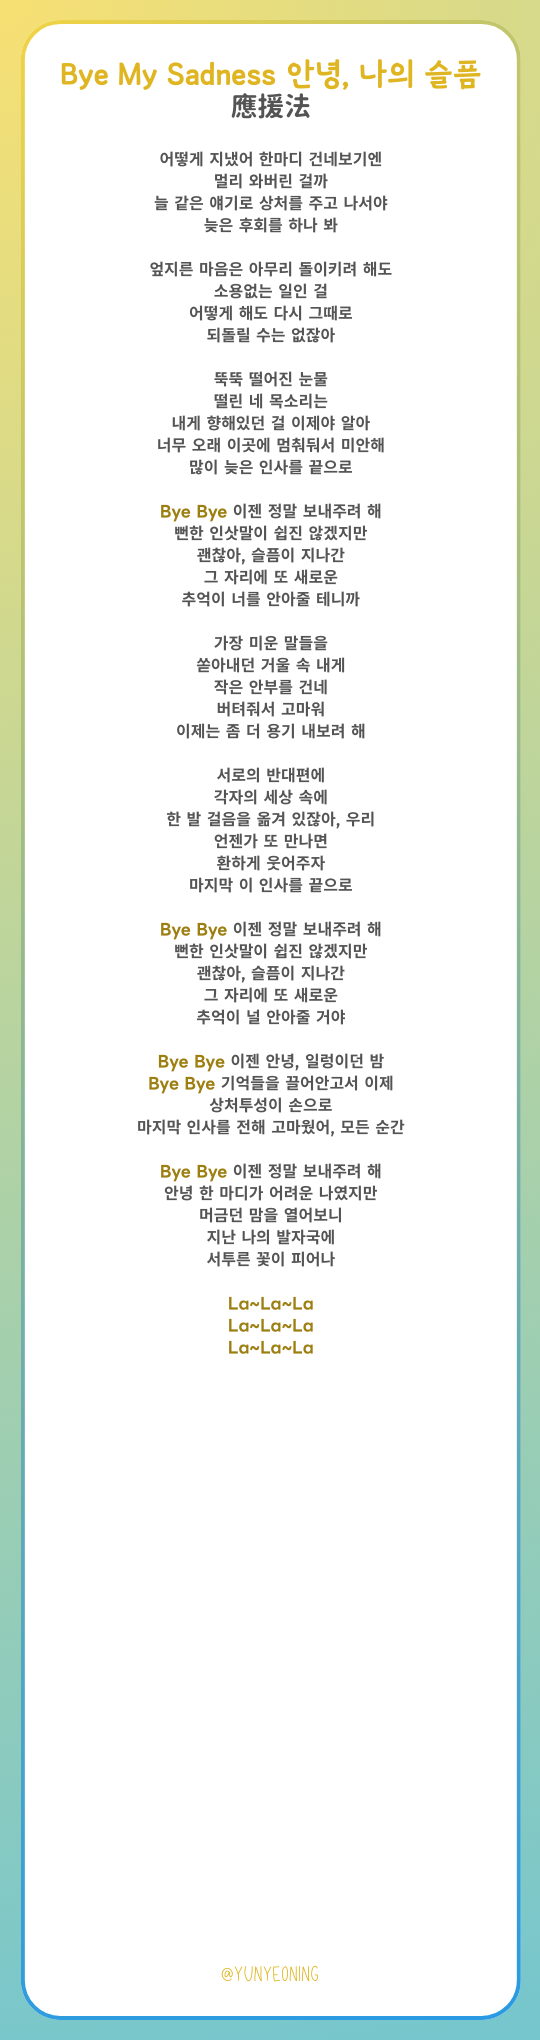 Bye My Sadness 안녕, 나의 슬픔
應援法
어떻게 지냈어 한마디 건네보기엔
멀리 와버린 걸까
늘 같은 얘기로 상처를 주고 나서야
늦은 후회를 하나 봐
엎지른 마음은 아무리 돌이키려 해도
소용없는 일인 걸
어떻게 해도 다시 그때로
되돌릴 수는 없잖아
뚝뚝 떨어진 눈물
떨린 네 목소리는
내게 향해있던 걸 이제야 알아
너무 오래 이곳에 멈춰둬서 미안해
많이 늦은 인사를 끝으로
Bye Bye 이젠 정말 보내주려 해
뻔한 인삿말이 쉽진 않겠지만
괜찮아, 슬픔이 지나간
그 자리에 또 새로운
추억이 너를 안아줄 테니까
가장 미운 말들을
쏟아내던 거울 속 내게
작은 안부를 건네
버텨줘서 고마워
이제는 좀 더 용기 내보려 해
서로의 반대편에
각자의 세상 속에
한 발 걸음을 옮겨 있잖아, 우리
언젠가 또 만나면
환하게 웃어주자
마지막 이 인사를 끝으로
Bye Bye 이젠 정말 보내주려 해
뻔한 인삿말이 쉽진 않겠지만
괜찮아, 슬픔이 지나간
그 자리에 또 새로운
추억이 널 안아줄 거야
Bye Bye 이젠 안녕, 일렁이던 밤
Bye Bye 기억들을 끌어안고서 이제
상처투성이 손으로
마지막 인사를 전해 고마웠어, 모든 순간
Bye Bye 이젠 정말 보내주려 해
안녕 한 마디가 어려운 나였지만
머금던 맘을 열어보니
지난 나의 발자국에
서투른 꽃이 피어나
La~La~La
La~La~La
La~La~La
@YUNYEONING